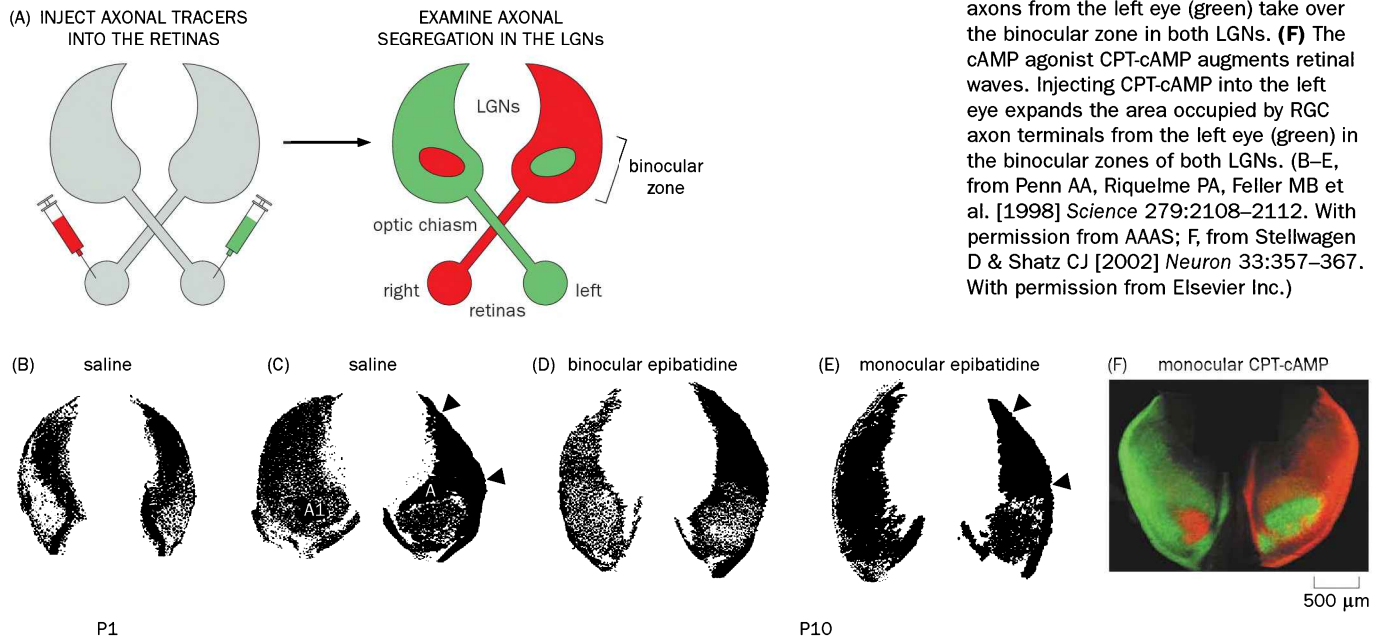 (A) INJECT AXONAL TRACERS
INTO THE RETINAS
EXAMINE AXONAL
SEGREGATION IN THE LGNs
LGNs
binocular
zone
optic chiasm
right
left
retinas
axons from the left eye (green) take over
the binocular zone in both LGNs. (F) The
cAMP agonist CPT-cAMP augments retinal
waves. Injecting CPT-cAMP into the left
eye expands the area occupied by RGC
axon terminals from the left eye (green) in
the binocular zones of both LGNs. (B–E,
from Penn AA, Riquelme PA, Feller MB et
al. [1998] Science 279:2108–2112. With
permission from AAAS; F, from Stellwagen
D & Shatz CJ [2002] Neuron 33:357–367.
With permission from Elsevier Inc.)
(B) saline
(C) saline
(D) binocular epibatidine
(E) monocular epibatidine
(F) monocular CPT-cAMP
A
A1
500 μm
P1
P10